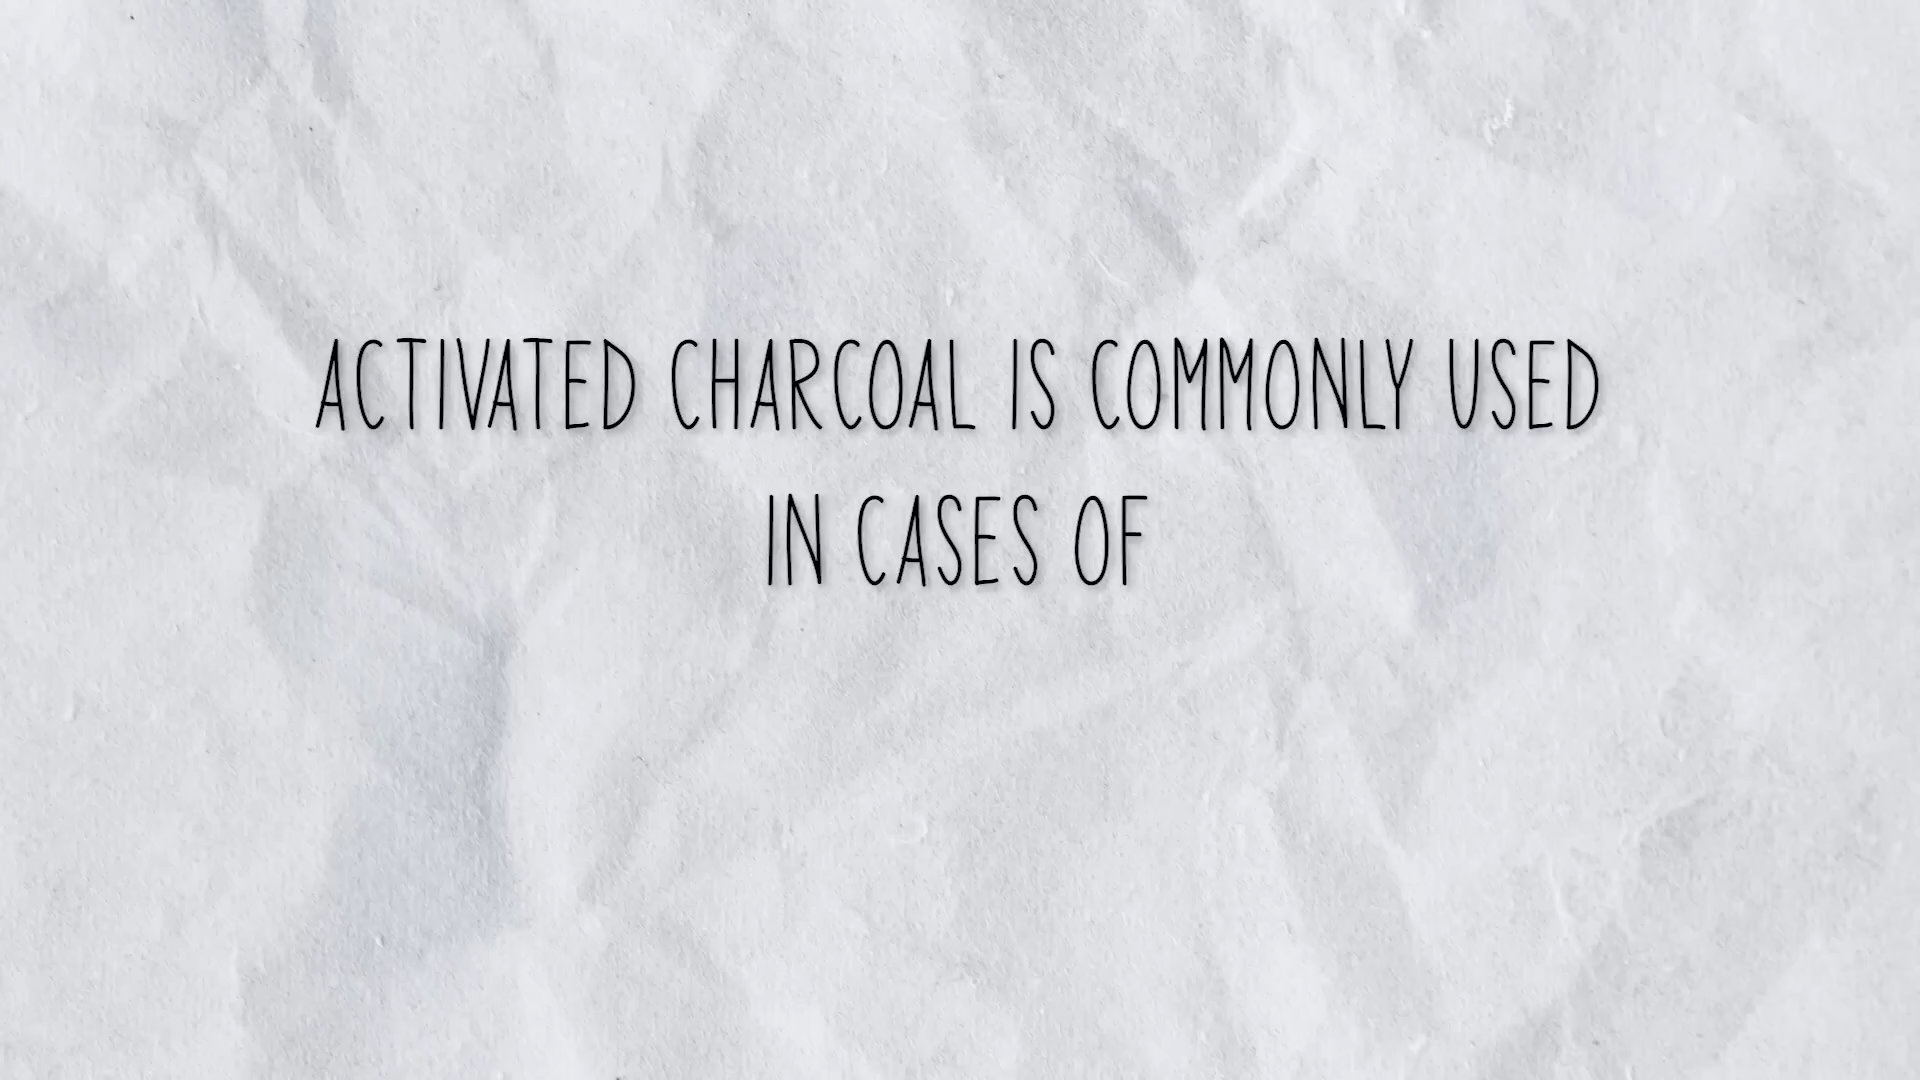 ACTIVATED CHARCOAL IS COMMONLY USED
IN CASES OF